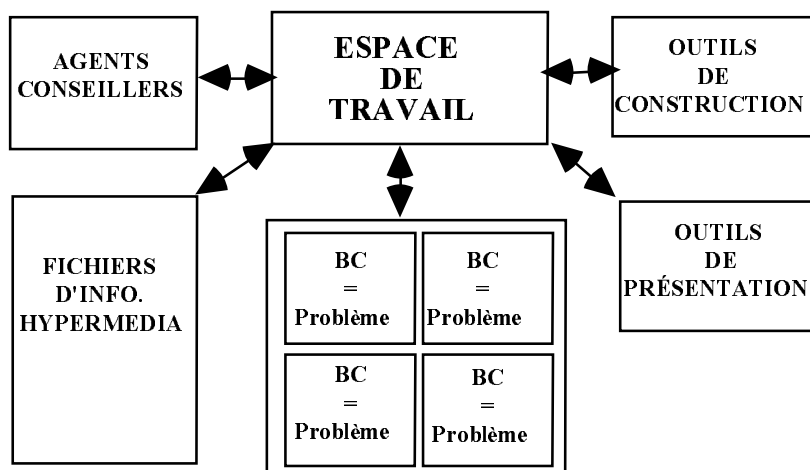 AGENTS
CONSEILLERS
ESPACE
DE
TRAVAIL
OUTILS
DE
CONSTRUCTION
FICHIERS
D'INFO.
HYPERMEDIA
BC
=
Problème
BC
=
Problème
BC
=
Problème
BC
=
Problème
OUTILS
DE
PRÉSENTATION